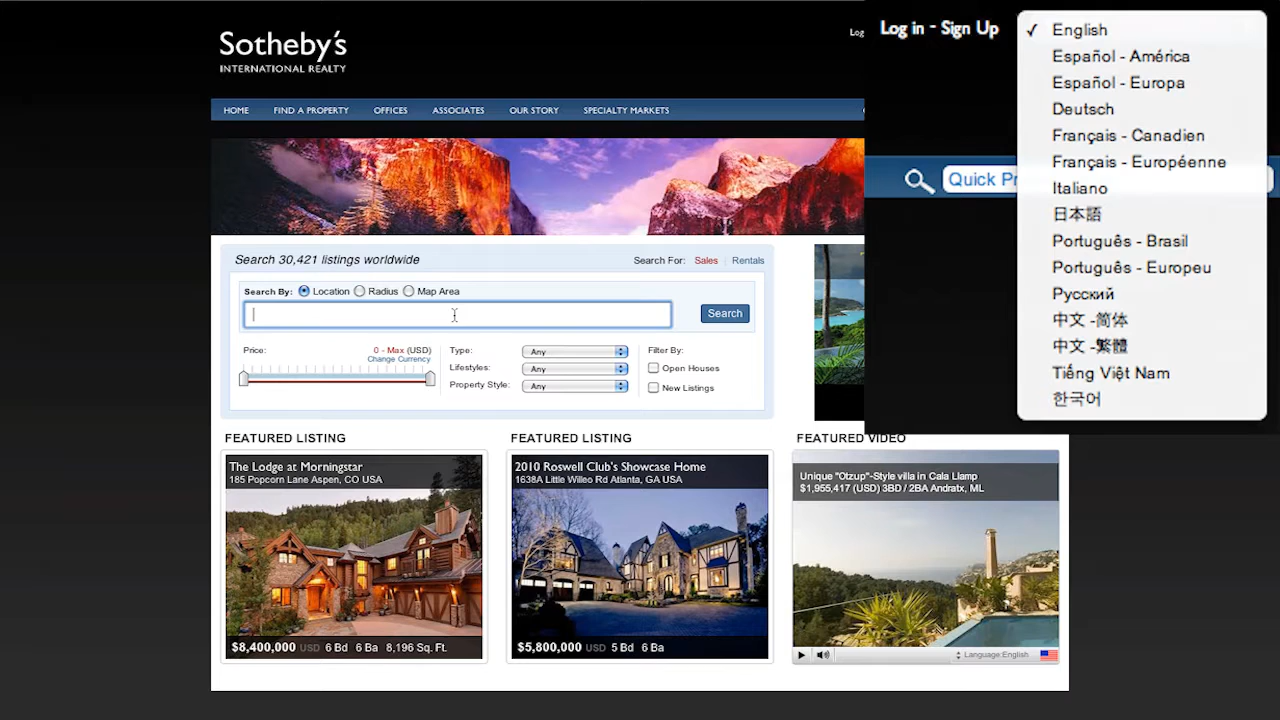 Sotheby's
INTERNATIONAL REALTY
Log
Log in - Sign Up
✓ English
Español - América
Español - Europa
Deutsch
Français - Canadien
Français - Européenne
Italiano
日本語
Português - Brasil
Português - Europeu
Русский
中文 -简体
中文 -繁體
Tiếng Việt Nam
한국어
Quick Pr
HOME FIND A PROPERTY OFFICES ASSOCIATES OUR STORY SPECIALTY MARKETS
Search 30,421 listings worldwide
Search For: Sales Rentals
Search By: Location Radius Map Area
Search
Price: 0 - Max (USD)
Change Currency
Type: Any
Lifestyles: Any
Property Style: Any
Filter By:
Open Houses
New Listings
FEATURED LISTING
The Lodge at Morningstar
185 Popcorn Lane Aspen, CO USA
$8,400,000 USD 6 Bd 6 Ba 8,196 Sq. Ft.
FEATURED LISTING
2010 Roswell Club's Showcase Home
1638A Little Willeo Rd Atlanta, GA USA
$5,800,000 USD 5 Bd 6 Ba
FEATURED VIDEO
Unique "Otzup"-Style villa in Cala Llamp
$1,955,417 (USD) 3BD / 2BA Andratx, ML
Language:English